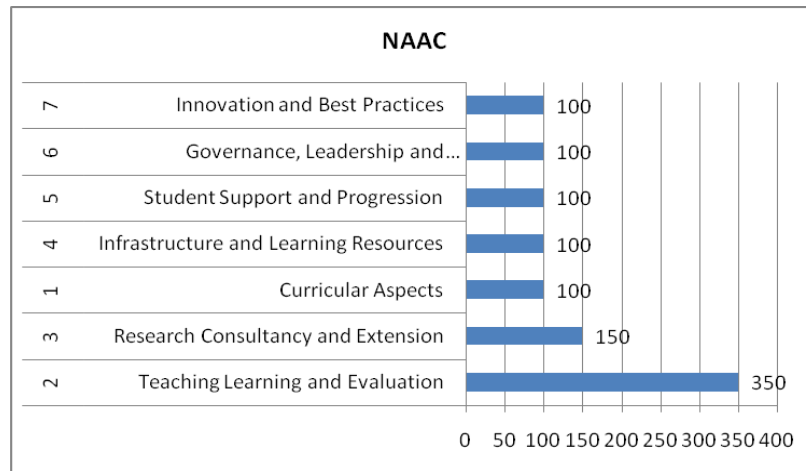 NAAC
7 Innovation and Best Practices 100
6 Governance, Leadership and... 100
5 Student Support and Progression 100
4 Infrastructure and Learning Resources 100
1 Curricular Aspects 100
3 Research Consultancy and Extension 150
2 Teaching Learning and Evaluation 350
0 50 100 150 200 250 300 350 400